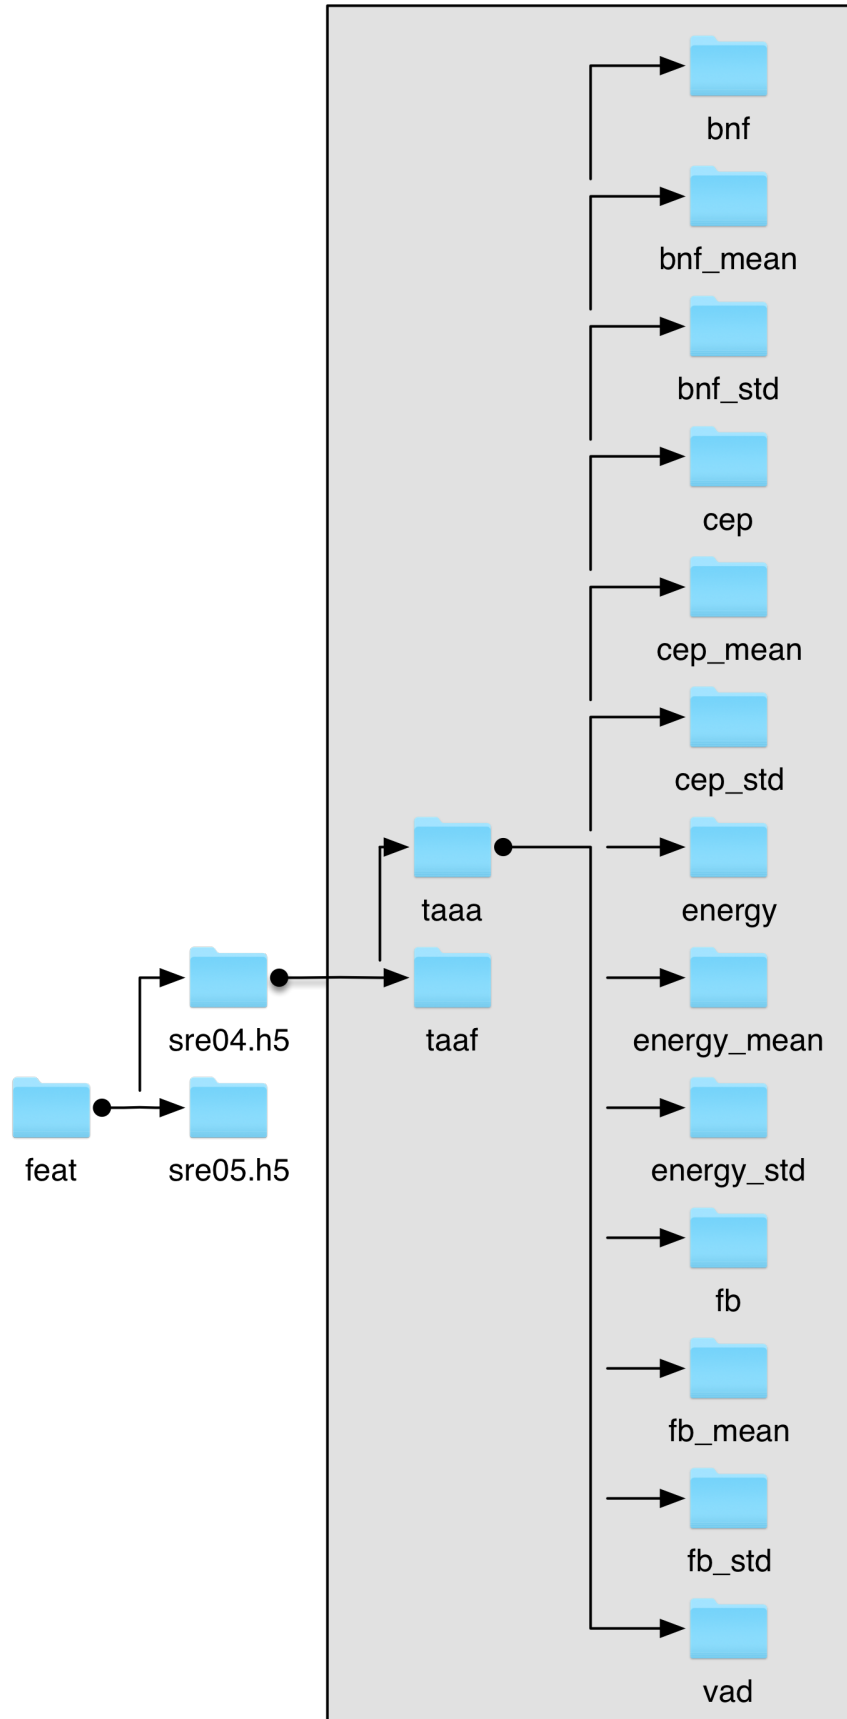 bnf
bnf_mean
bnf_std
cep
cep_mean
cep_std
taaa
energy
sre04.h5
taaf
energy_mean
feat
sre05.h5
energy_std
fb
fb_mean
fb_std
vad